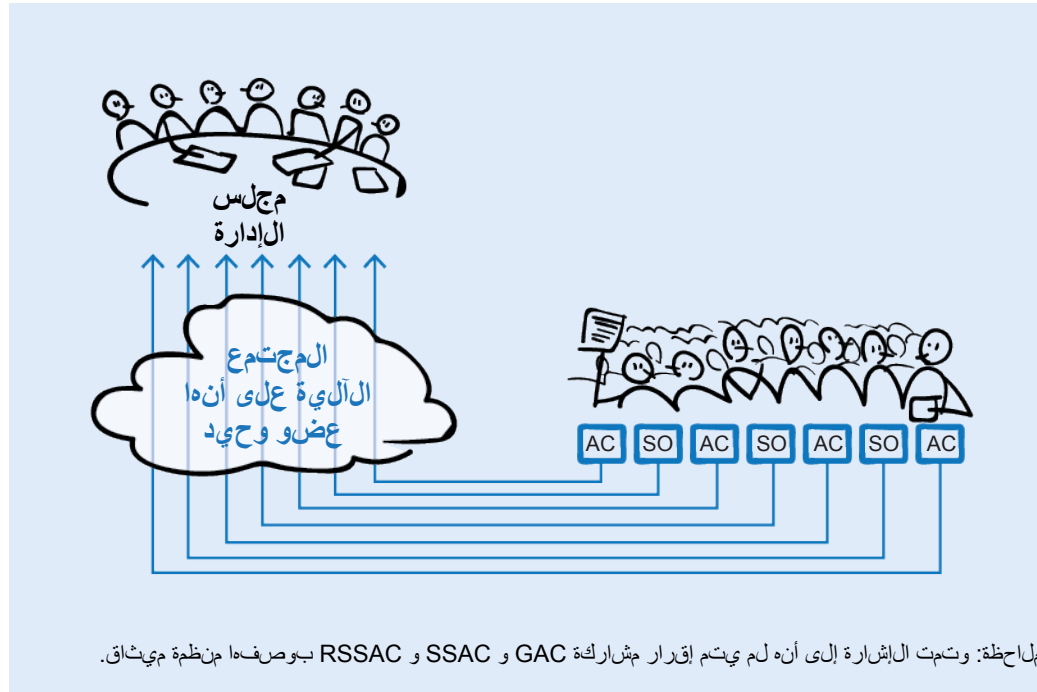 مجلس
الإدارة
المجتمع
الآلية على أنها
عضو وحيد
AC SO AC SO AC SO AC
ملاحظة: وتمت الإشارة إلى أنه لم يتم إقرار مشاركة GAC و SSAC و RSSAC بوصفها منظمة ميثاق.